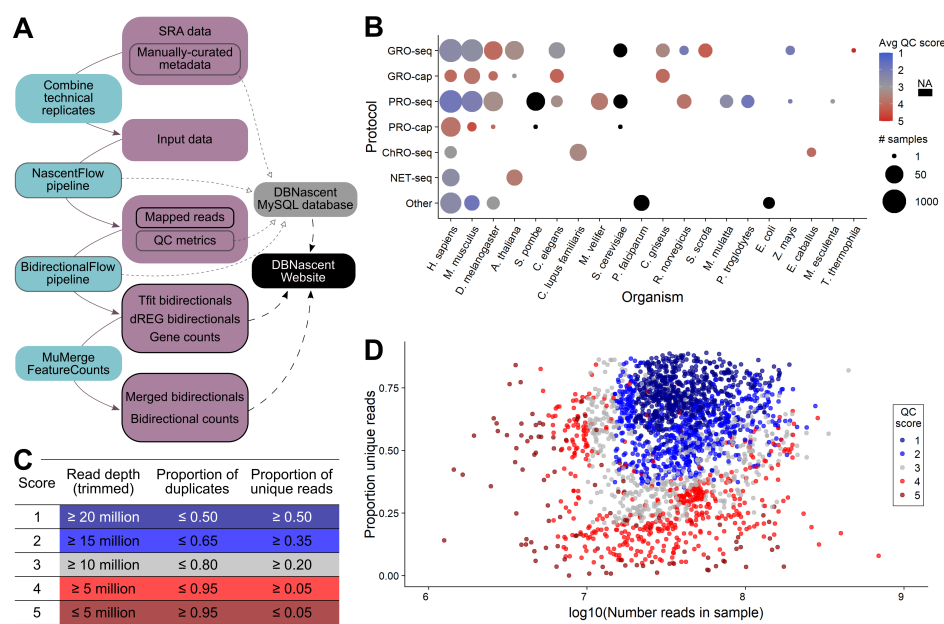 A
SRA data
Manually-curated
metadata
Combine
technical
replicates
Input data
NascentFlow
pipeline
DBNascent
MySQL database
Mapped reads
QC metrics
BidirectionalFlow
pipeline
DBNascent
Website
Tfit bidirectionals
dREG bidirectionals
Gene counts
MuMerge
FeatureCounts
Merged bidirectionals
Bidirectional counts
B
Protocol
GRO-seq
GRO-cap
PRO-seq
PRO-cap
ChRO-seq
NET-seq
Other
H. sapiens
M. musculus
D. melanogaster
A. thaliana
S. pombe
C. elegans
C. lupus familiaris
M. velifer
S. cerevisiae
P. falciparum
C. griseus
R. norvegicus
S. scrofa
M. mulatta
P. troglodytes
E. coli
Z. mays
E. caballus
M. esculenta
T. thermophila
Organism
Avg QC score
1
2
3
4
5
NA
# samples
1
50
1000
C
Score
Read depth
(trimmed)
Proportion of
duplicates
Proportion of
unique reads
1 ≥ 20 million ≤ 0.50 ≥ 0.50
2 ≥ 15 million ≤ 0.65 ≥ 0.35
3 ≥ 10 million ≤ 0.80 ≥ 0.20
4 ≥ 5 million ≤ 0.95 ≥ 0.05
5 ≤ 5 million ≥ 0.95 ≤ 0.05
D
Proportion unique reads
0.75
0.50
0.25
0.00
6 7 8 9
log10(Number reads in sample)
QC
score
1
2
3
4
5